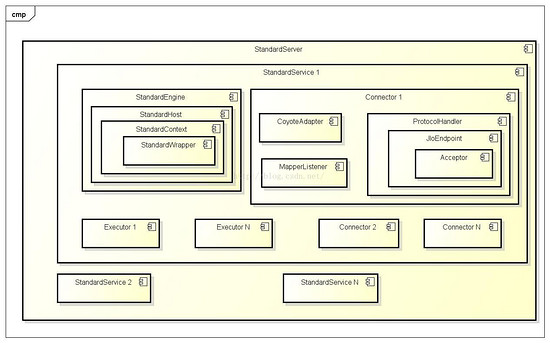 cmp
StandardServer
StandardService 1
StandardEngine
StandardHost
StandardContext
StandardWrapper
Connector 1
CoyoteAdapter
MapperListener
ProtocolHandler
JIoEndpoint
Acceptor
Executor 1
Executor N
Connector 2
Connector N
StandardService 2
StandardService N